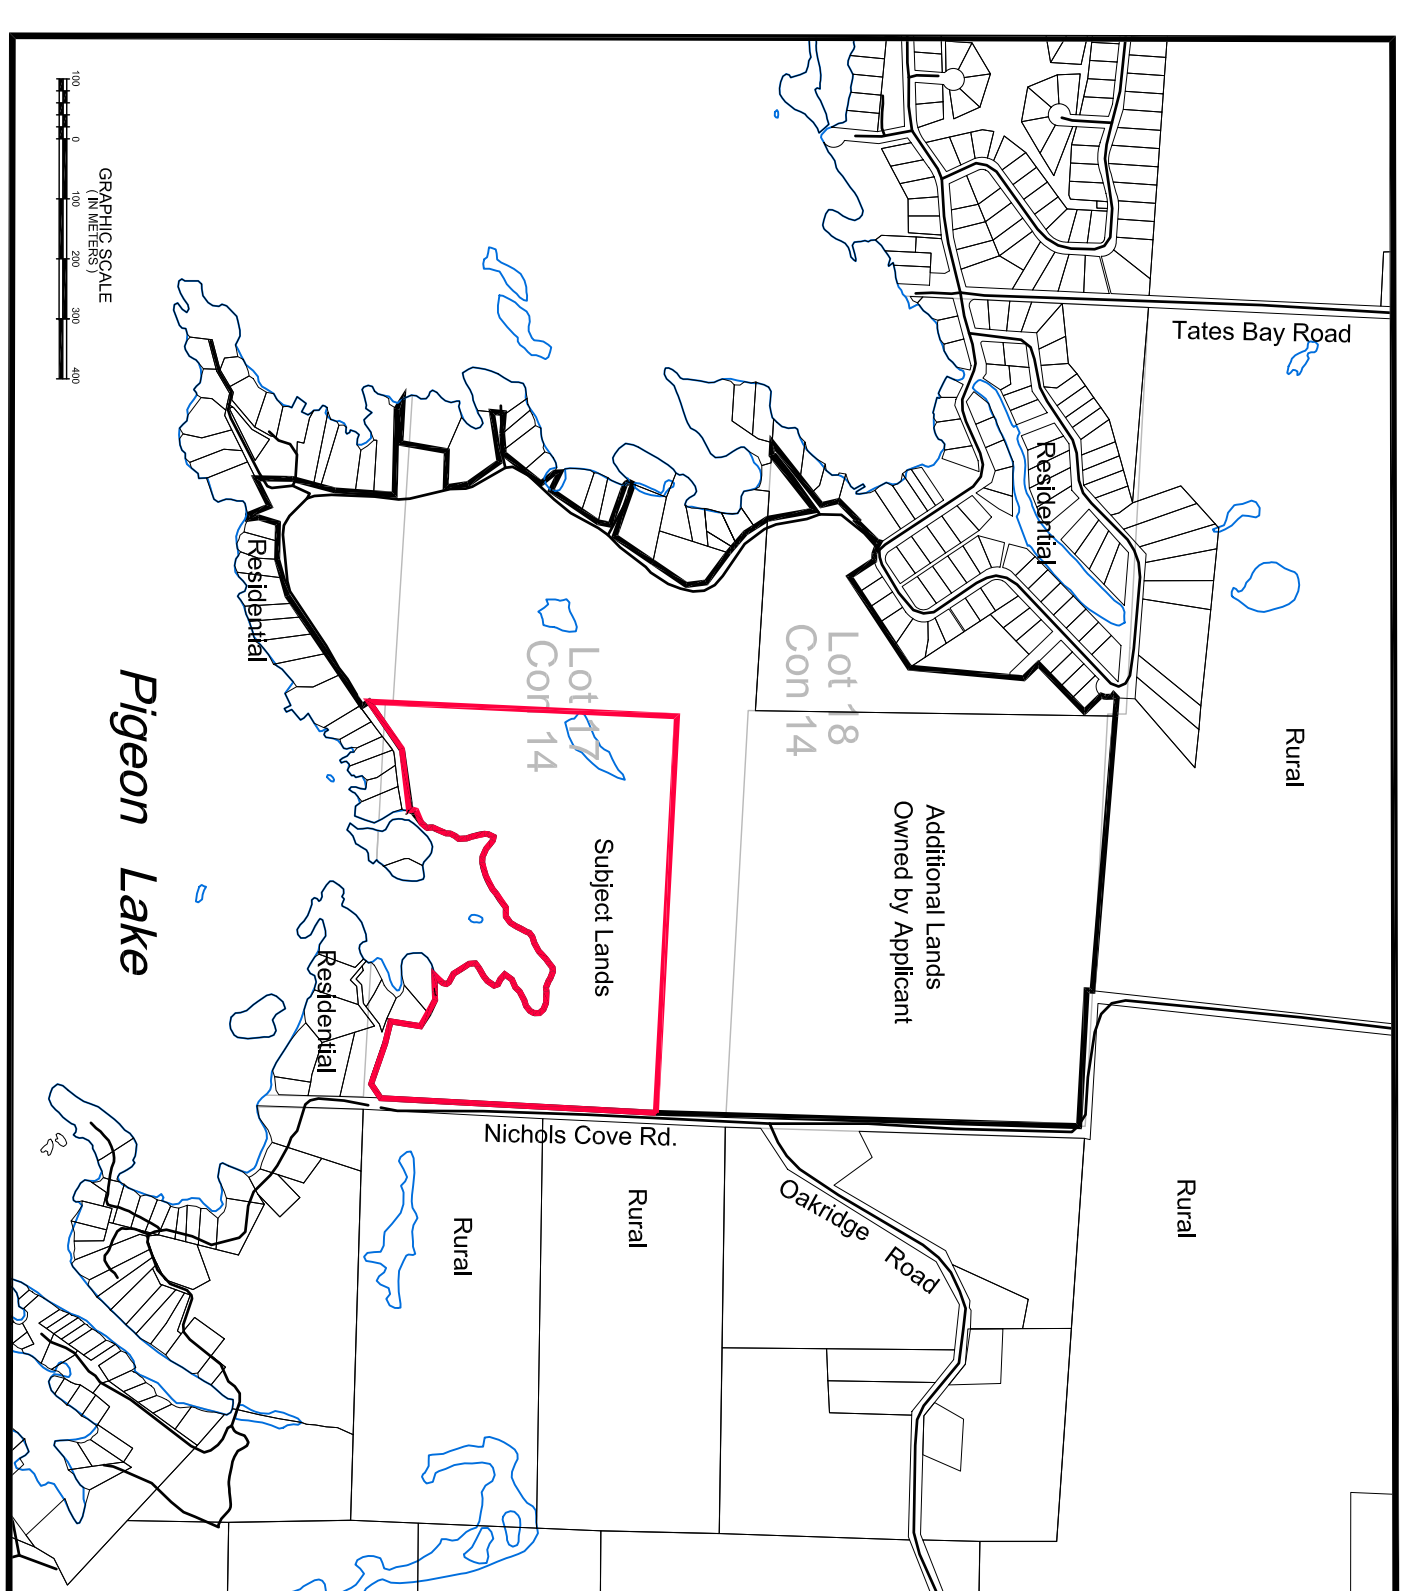 100
0
100
200
300
400
GRAPHIC SCALE
( IN METERS )
Tates Bay Road
Residential
Lot 18
Con 14
Lot 17
Con 14
Residential
Rural
Pigeon Lake
Additional Lands
Owned by Applicant
Subject Lands
Residential
Nichols Cove Rd.
Oakridge Road
Rural
Rural
Rural